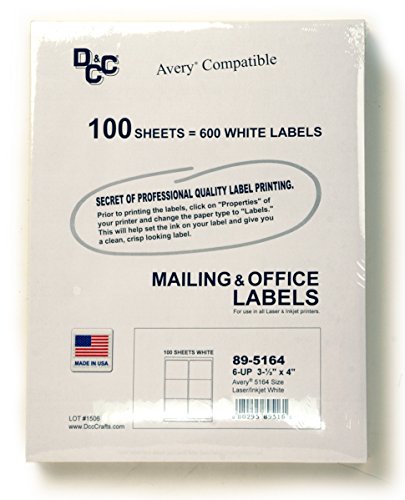 D&CC
Avery® Compatible
100 SHEETS = 600 WHITE LABELS
SECRET OF PROFESSIONAL QUALITY LABEL PRINTING.
Prior to printing the labels, click on "Properties" of
your printer and change the paper type to "Labels."
This will help set the ink on your label and give you
a clean, crisp looking label.
MAILING & OFFICE
LABELS
For use in all Laser & Inkjet printers.
MADE IN USA
100 SHEETS WHITE
89-5164
6-UP 3-⅓" x 4"
Avery® 5164 Size
Laser/Inkjet White
LOT #1506
www.DccCrafts.com